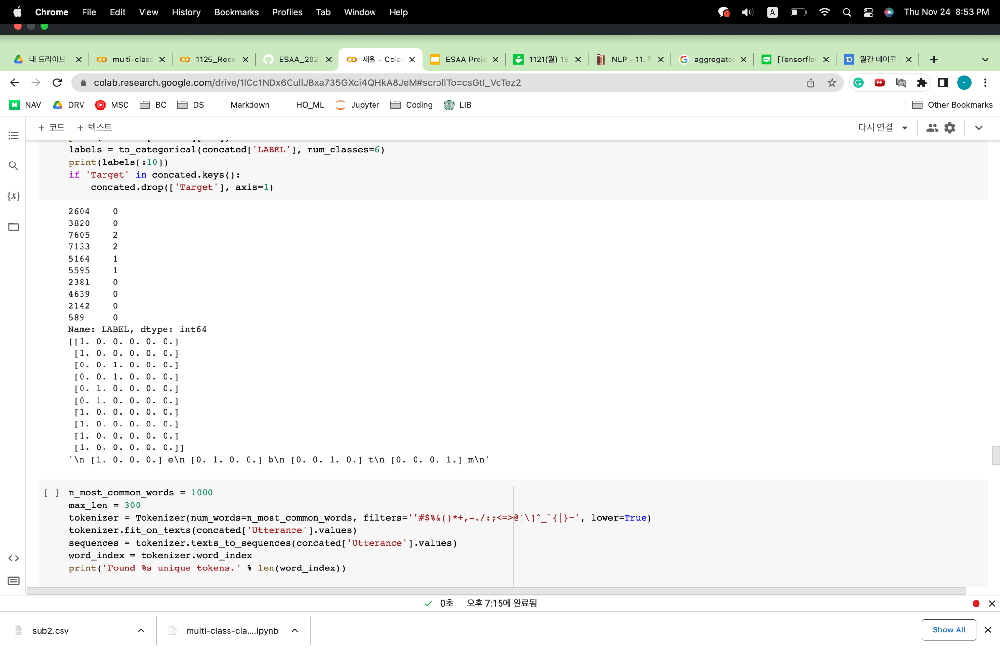 Chrome File Edit View History Bookmarks Profiles Tab Window Help A Thu Nov 24 8:53 PM
내 드라이브 multi-class 1125_Reco ESAA_202 재원 - Colal ESAA Proje 1121(월) 13 NLP - 11. aggregator [Tensorflov 월간 데이콘
colab.research.google.com/drive/1lCc1NDx6CullJBxa735GXci4QHkA8JeM#scrollTo=csGtI_VcTez2
NAV DRV MSC BC DS Markdown HO_ML Jupyter Coding LIB Other Bookmarks
+ 코드 + 텍스트 다시 연결
labels = to_categorical(concated['LABEL'], num_classes=6)
print(labels[:10])
if 'Target' in concated.keys():
concated.drop(['Target'], axis=1)
2604 0
3820 0
7605 2
7133 2
5164 1
5595 1
2381 0
4639 0
2142 0
589 0
Name: LABEL, dtype: int64
[[1. 0. 0. 0. 0. 0.]
[1. 0. 0. 0. 0. 0.]
[0. 0. 1. 0. 0. 0.]
[0. 0. 1. 0. 0. 0.]
[0. 1. 0. 0. 0. 0.]
[0. 1. 0. 0. 0. 0.]
[1. 0. 0. 0. 0. 0.]
[1. 0. 0. 0. 0. 0.]
[1. 0. 0. 0. 0. 0.]
[1. 0. 0. 0. 0. 0.]]
'\n [1. 0. 0. 0.] e\n [0. 1. 0. 0.] b\n [0. 0. 1. 0.] t\n [0. 0. 0. 1.] m\n'
[ ] n_most_common_words = 1000
max_len = 300
tokenizer = Tokenizer(num_words=n_most_common_words, filters='"#$%&()*+,-./:;<=>@[\]^_`{|}~', lower=True)
tokenizer.fit_on_texts(concated['Utterance'].values)
sequences = tokenizer.texts_to_sequences(concated['Utterance'].values)
word_index = tokenizer.word_index
print('Found %s unique tokens.' % len(word_index))
0초 오후 7:15에 완료됨
sub2.csv multi-class-cla....ipynb Show All